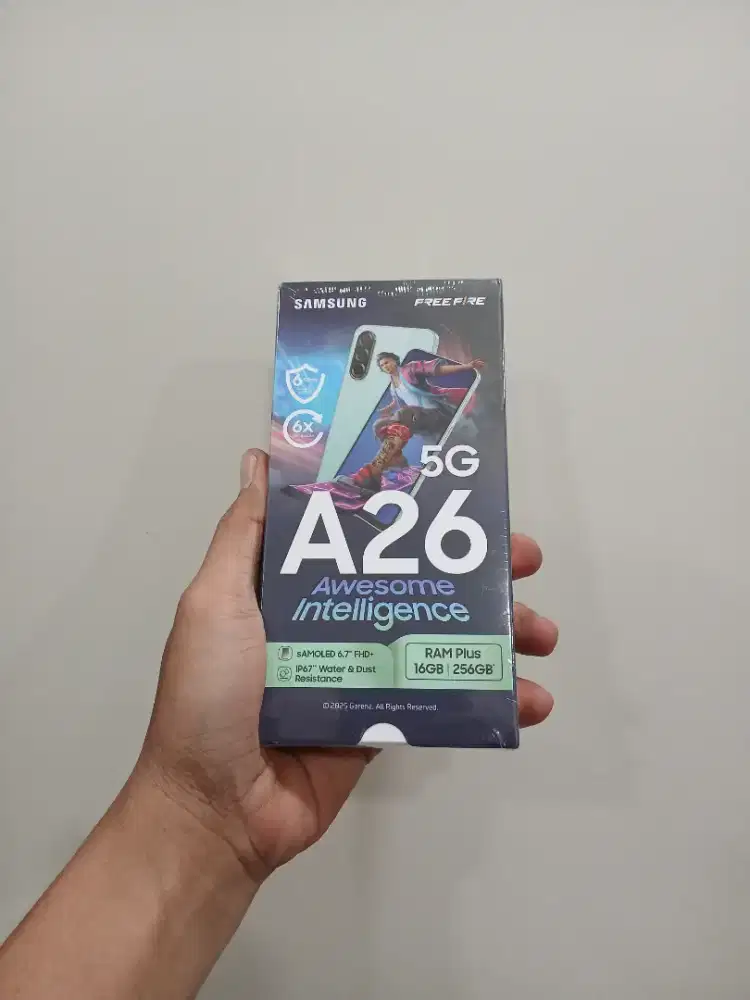 SAMSUNG
FREE FIRE
6
6X
5G
A26
Awesome
Intelligence
sAMOLED 6.7" FHD+
IP67** Water & Dust
Resistance
RAM Plus
16GB | 256GB*
©2025 Garena. All Rights Reserved.